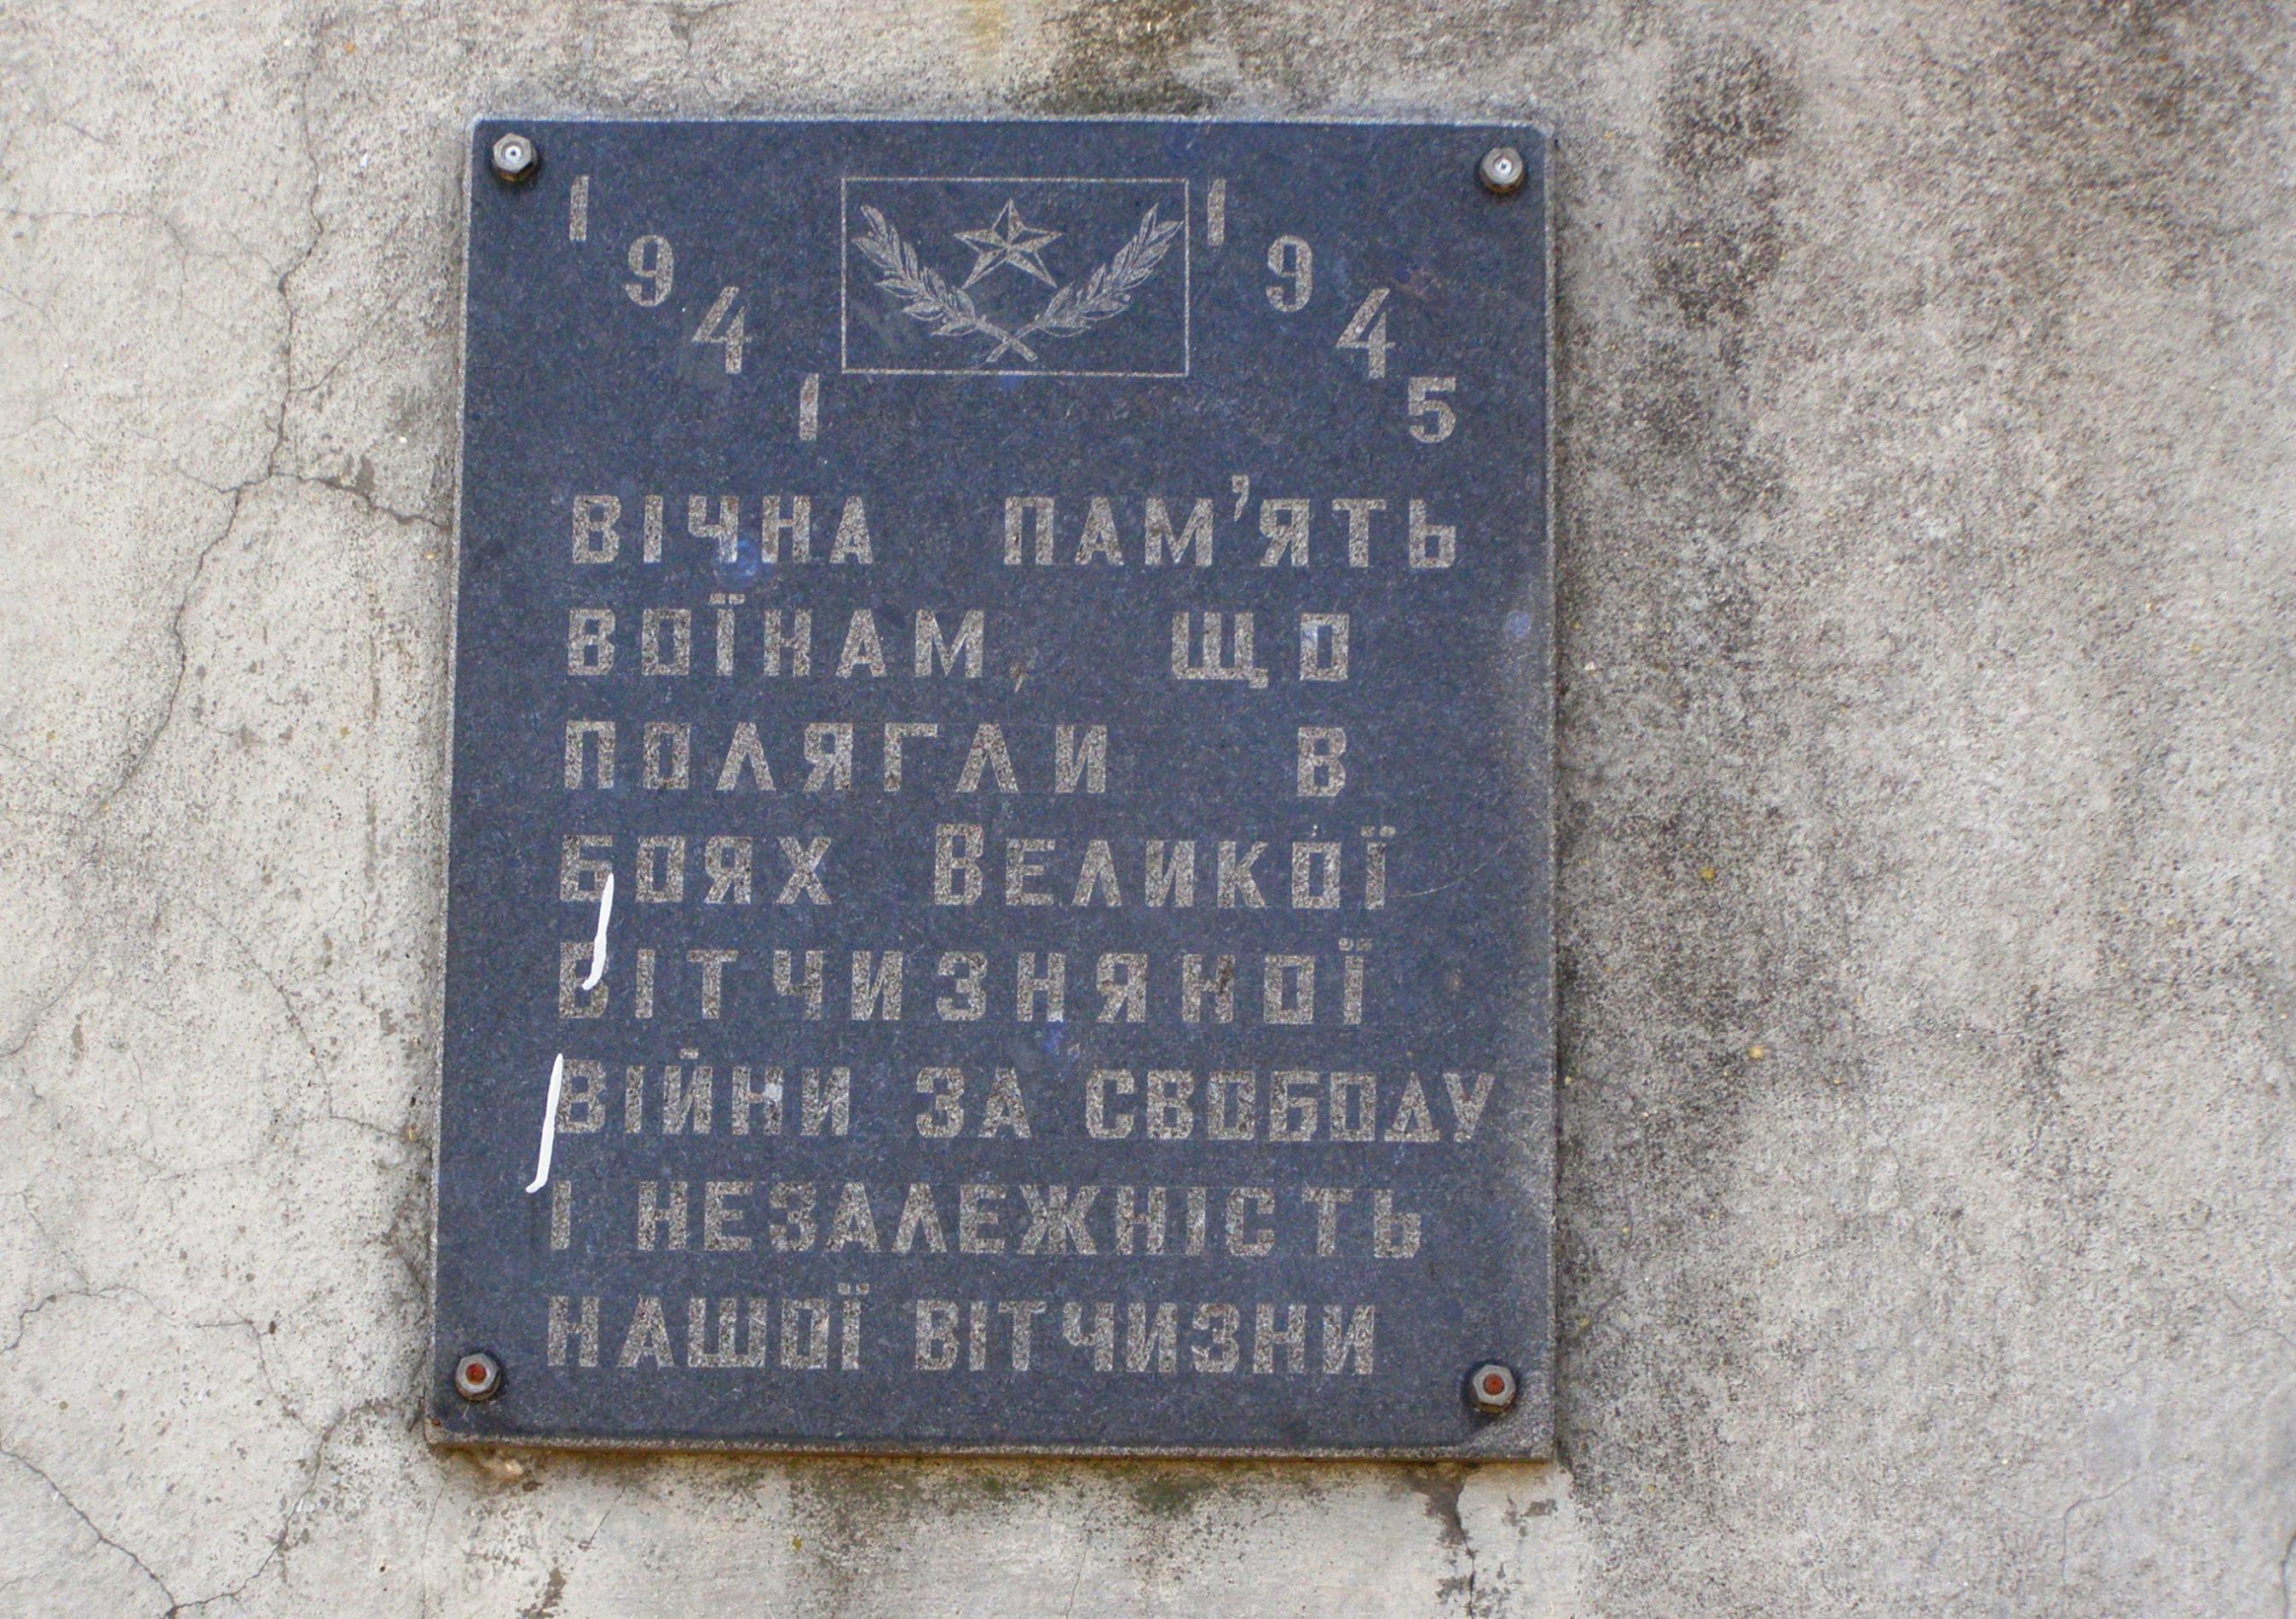 1941 1945
ВІЧНА ПАМ'ЯТЬ
ВОЇНАМ, ЩО
ПОЛЯГЛИ В
БОЯХ ВЕЛИКОЇ
ВІТЧИЗНЯНОЇ
ВІЙНИ ЗА СВОБОДУ
І НЕЗАЛЕЖНІСТЬ
НАШОЇ ВІТЧИЗНИ